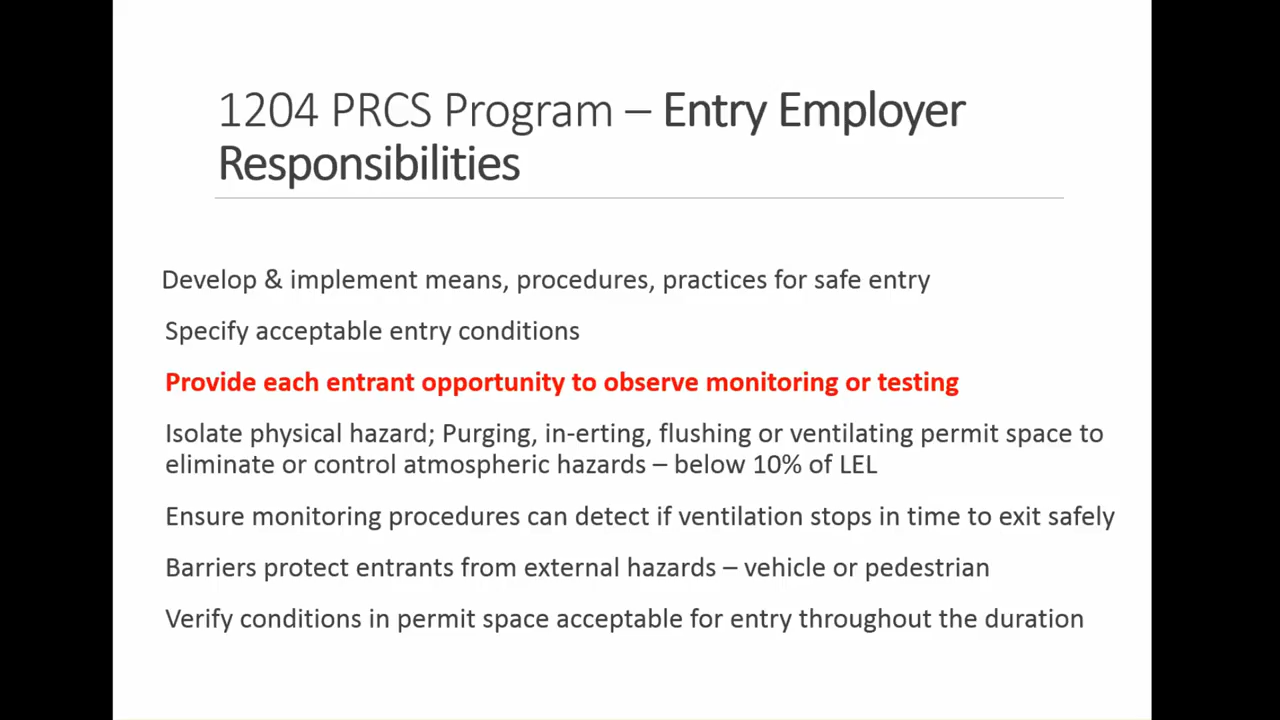 1204 PRCS Program – Entry Employer
Responsibilities
Develop & implement means, procedures, practices for safe entry
Specify acceptable entry conditions
Provide each entrant opportunity to observe monitoring or testing
Isolate physical hazard; Purging, in-erting, flushing or ventilating permit space to
eliminate or control atmospheric hazards – below 10% of LEL
Ensure monitoring procedures can detect if ventilation stops in time to exit safely
Barriers protect entrants from external hazards – vehicle or pedestrian
Verify conditions in permit space acceptable for entry throughout the duration